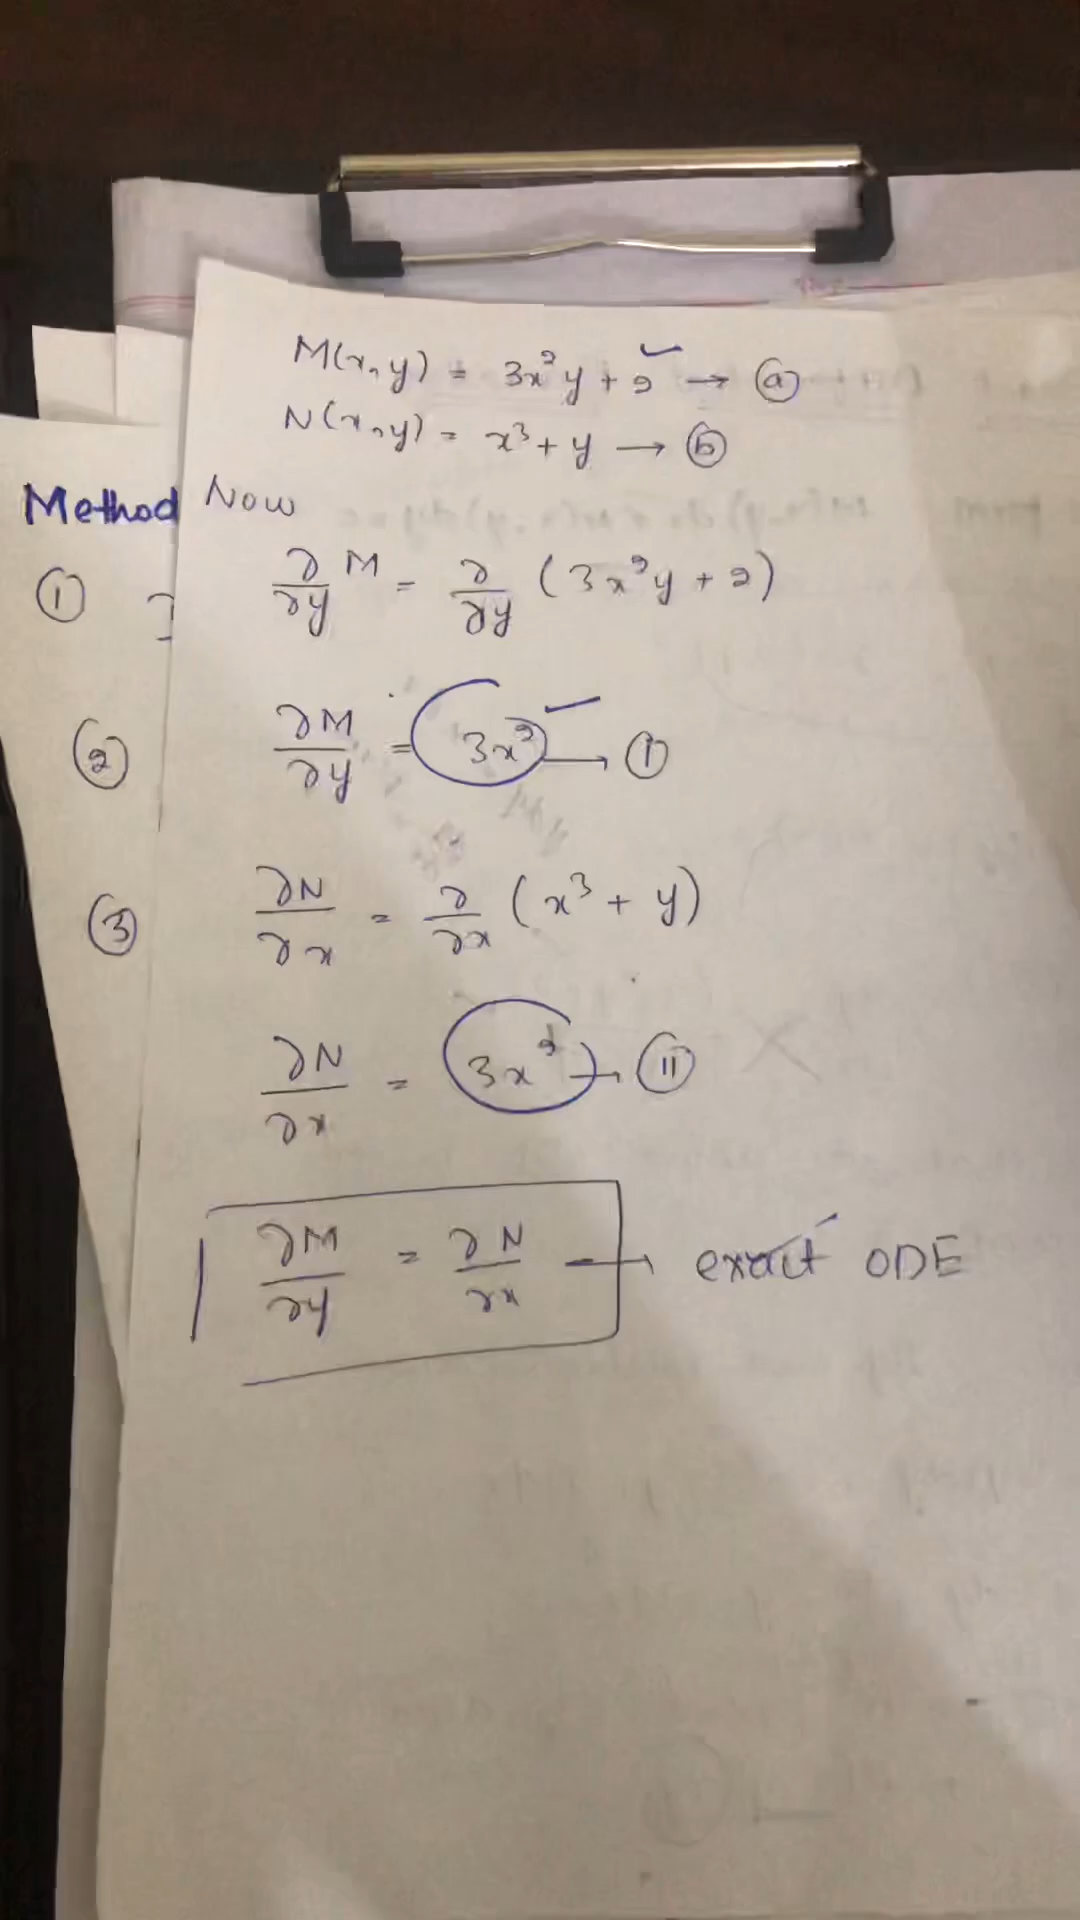 M(x,y) = 3x²y + 2 → ⓐ
N(x,y) = x³ + y → ⓑ
Method
Now
①
∂/∂y M = ∂/∂y (3x²y + 2)
②
∂M/∂y = 3x² → Ⓘ
③
∂N/∂x = ∂/∂x (x³ + y)
∂N/∂x = 3x² → Ⓘⓘ
∂M/∂y = ∂N/∂x → exact ODE